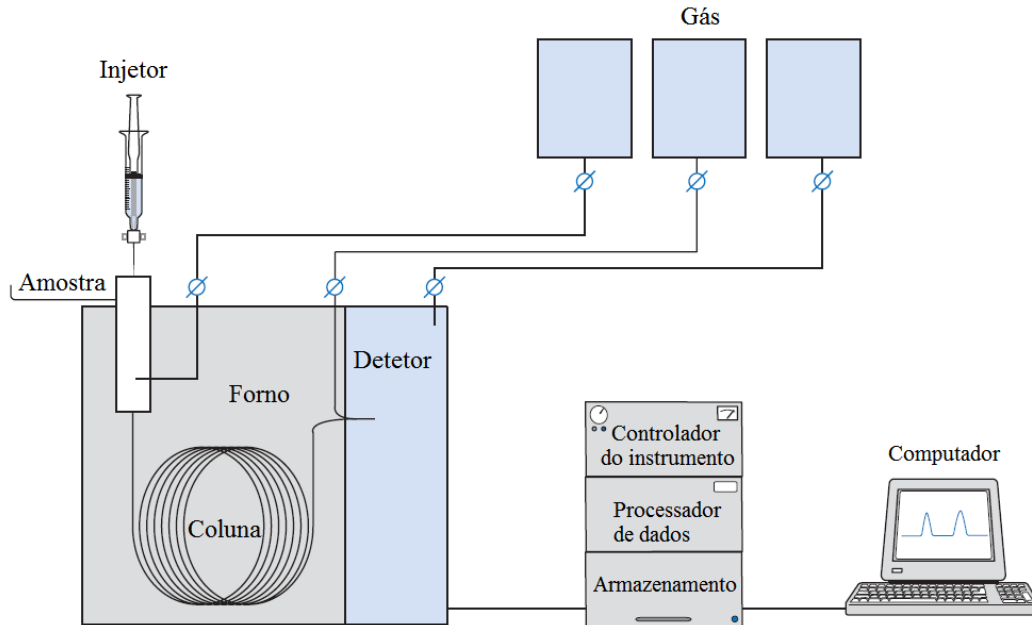 Gás
Injetor
Amostra
Detetor
Forno
Coluna
Controlador
do instrumento
Processador
de dados
Armazenamento
Computador